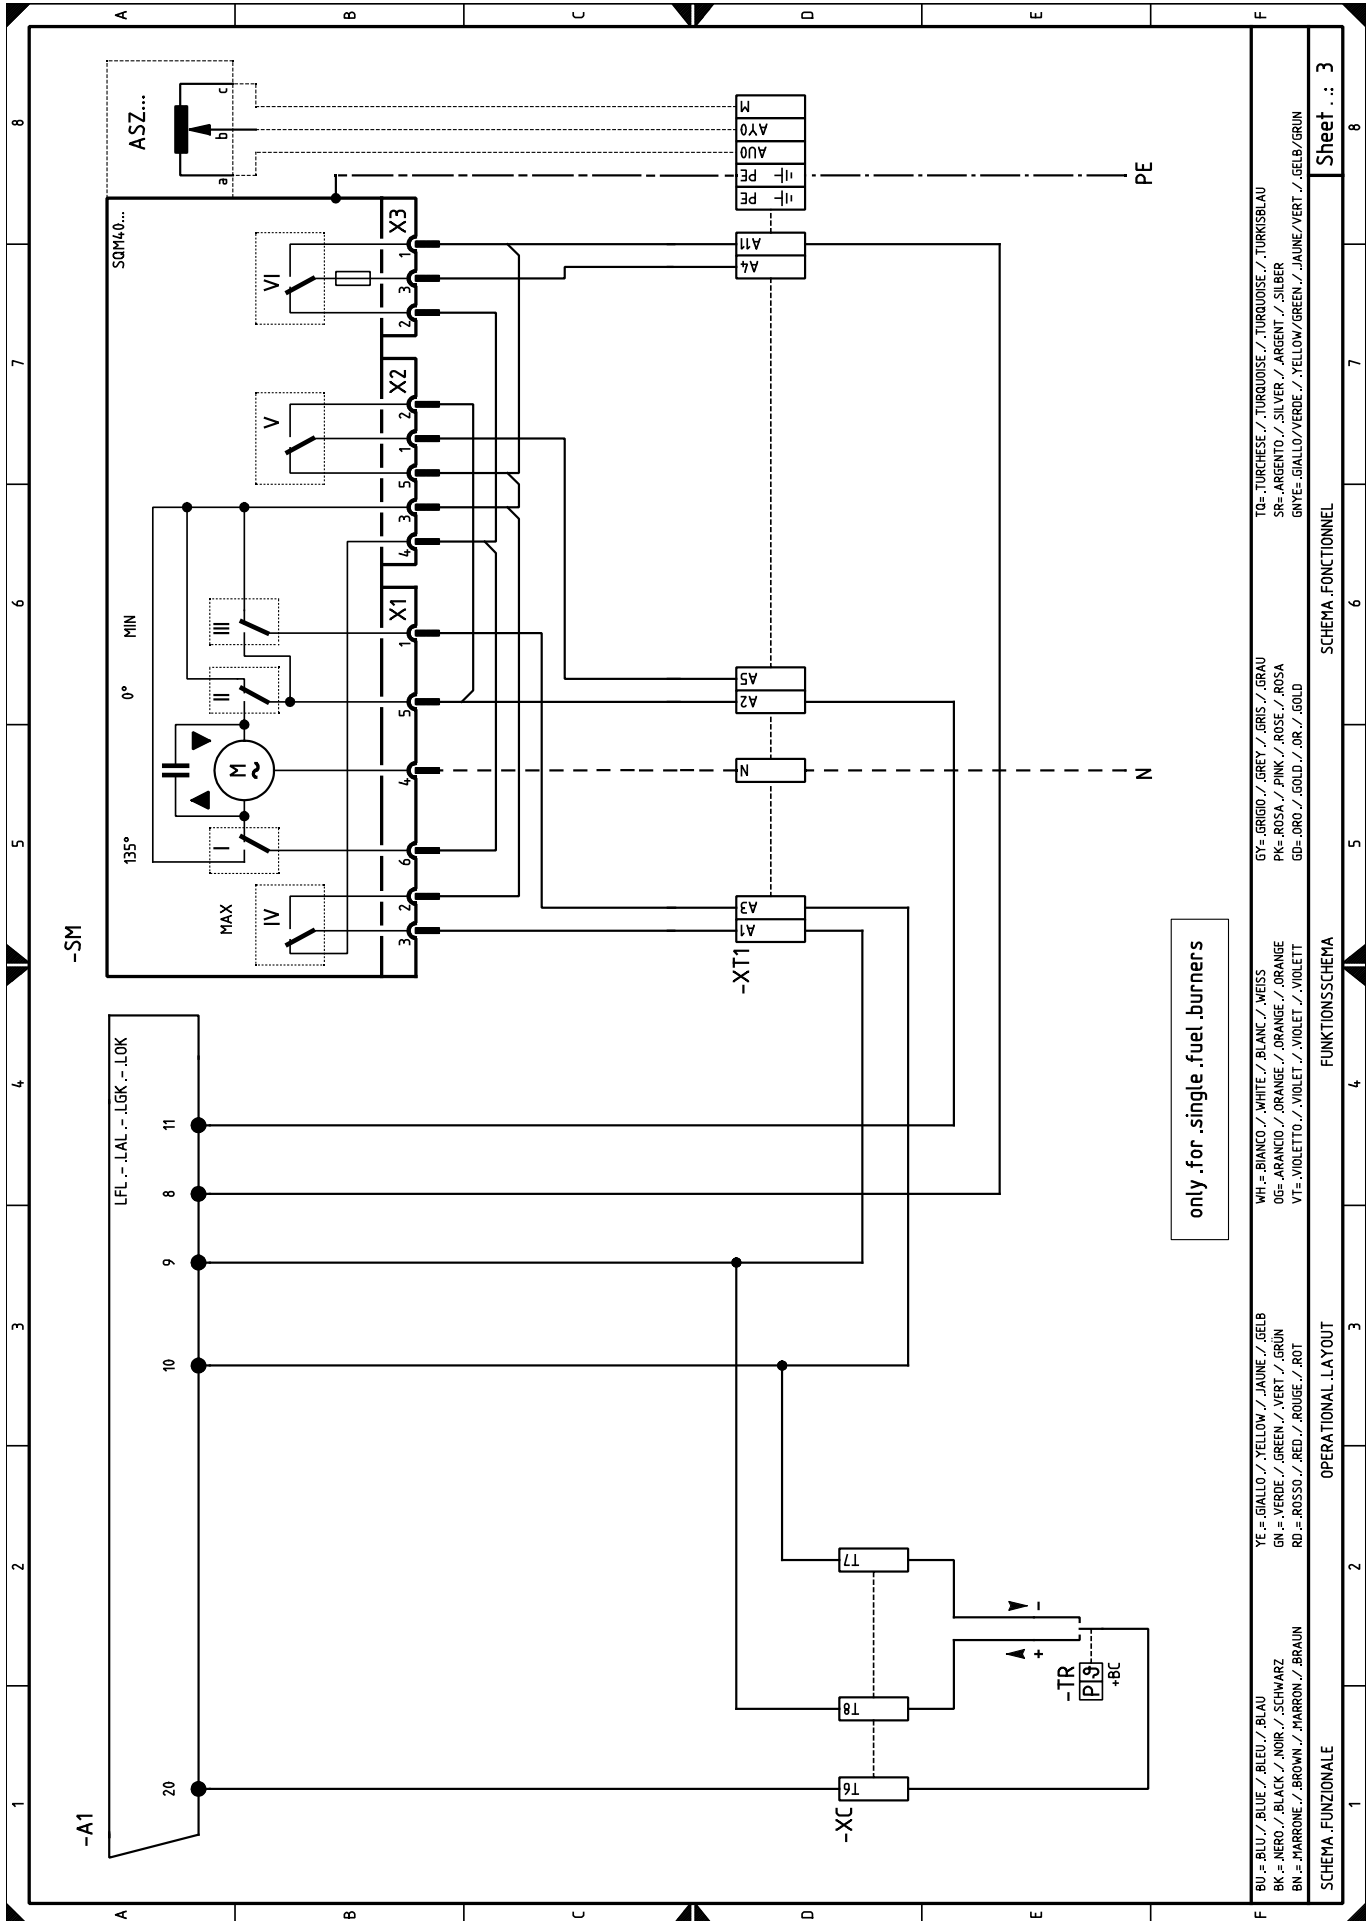 1 2 3 4 5 6 7 8
A
B
C
D
E
F
-A1
LFL.-.LAL.-.LGK.-.LOK
20 10 9 8 11
-SM
SQM40...
ASZ...
a b c
135° 0° MIN
MAX
IV I II III V VI
M
~
X1 X2 X3
3 2 6 4 5 1
4 3 5 1 2
2 3 1
-XT1
A1 A3 N A2 A5 A4 A11 PE PE AU0 AY0 M
N
PE
-XC
T6 T8 T7
-TR
P ϑ
+BC
+ -
only.for.single.fuel.burners
BU.=.BLU./.BLUE./.BLEU./.BLAU
BK.=.NERO./.BLACK./.NOIR./.SCHWARZ
BN.=.MARRONE./.BROWN./.MARRON./.BRAUN
YE.=.GIALLO./.YELLOW./.JAUNE./.GELB
GN.=.VERDE./.GREEN./.VERT./.GRÜN
RD.=.ROSSO./.RED./.ROUGE./.ROT
WH.=.BIANCO./.WHITE./.BLANC./.WEISS
OG=.ARANCIO./.ORANGE./.ORANGE./.ORANGE
VT=.VIOLETTO./.VIOLET./.VIOLET./.VIOLETT
GY=.GRIGIO./.GREY./.GRIS./.GRAU
PK=.ROSA./.PINK./.ROSE./.ROSA
GD=.ORO./.GOLD./.OR./.GOLD
TQ=.TURCHESE./.TURQUOISE./.TURQUOISE./.TURKISBLAU
SR=.ARGENTO./.SILVER./.ARGENT./.SILBER
GNYE=.GIALLO/VERDE./.YELLOW/GREEN./.JAUNE/VERT./.GELB/GRUN
SCHEMA.FUNZIONALE
OPERATIONAL.LAYOUT
FUNKTIONSSCHEMA
SCHEMA.FONCTIONNEL
Sheet..: 3
1 2 3 4 5 6 7 8
A
B
C
D
E
F